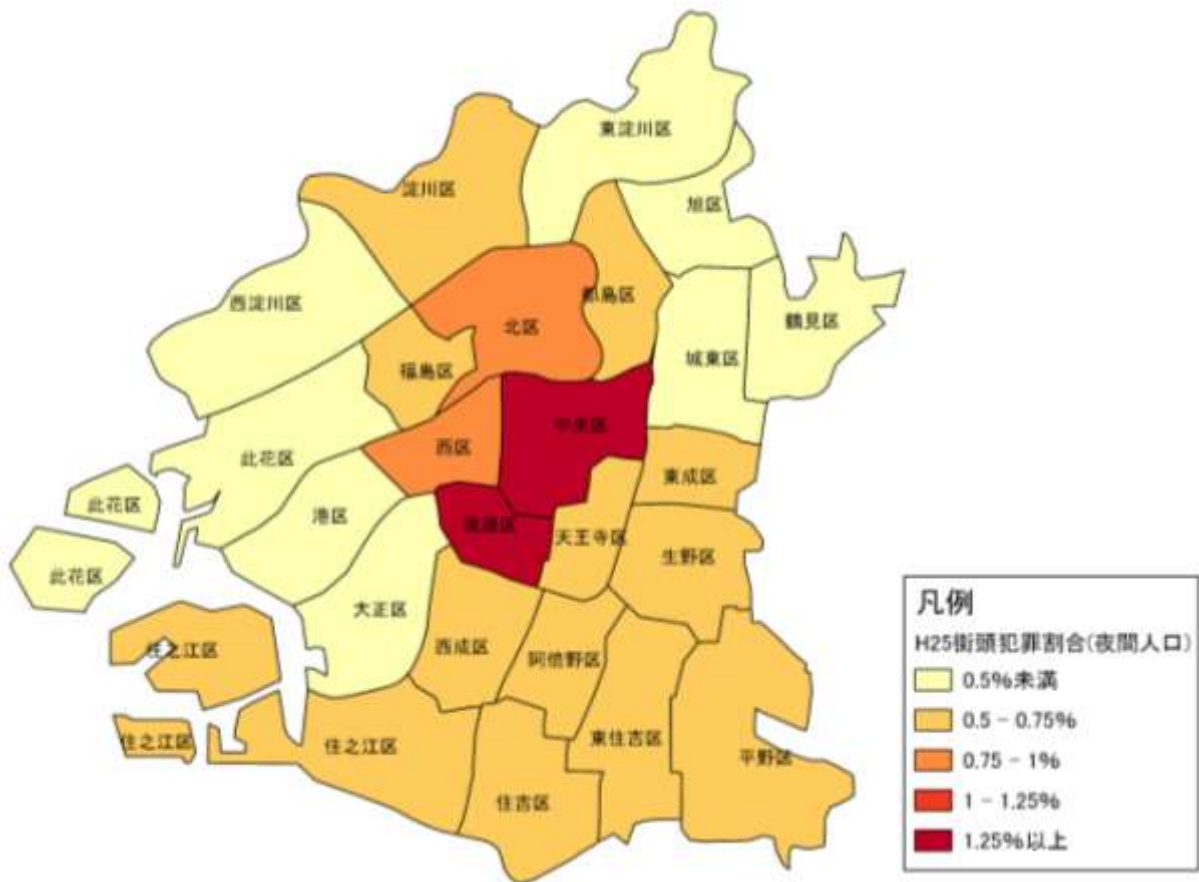 東淀川区
淀川区
旭区
西淀川区
都島区
鶴見区
北区
城東区
福島区
中央区
西区
此花区
東成区
此花区
港区
浪速区
天王寺区
生野区
此花区
大正区
西成区
阿倍野区
住之江区
住之江区
住之江区
東住吉区
平野区
住吉区
凡例
H25街頭犯罪割合(夜間人口)
0.5%未満
0.5 - 0.75%
0.75 - 1%
1 - 1.25%
1.25%以上